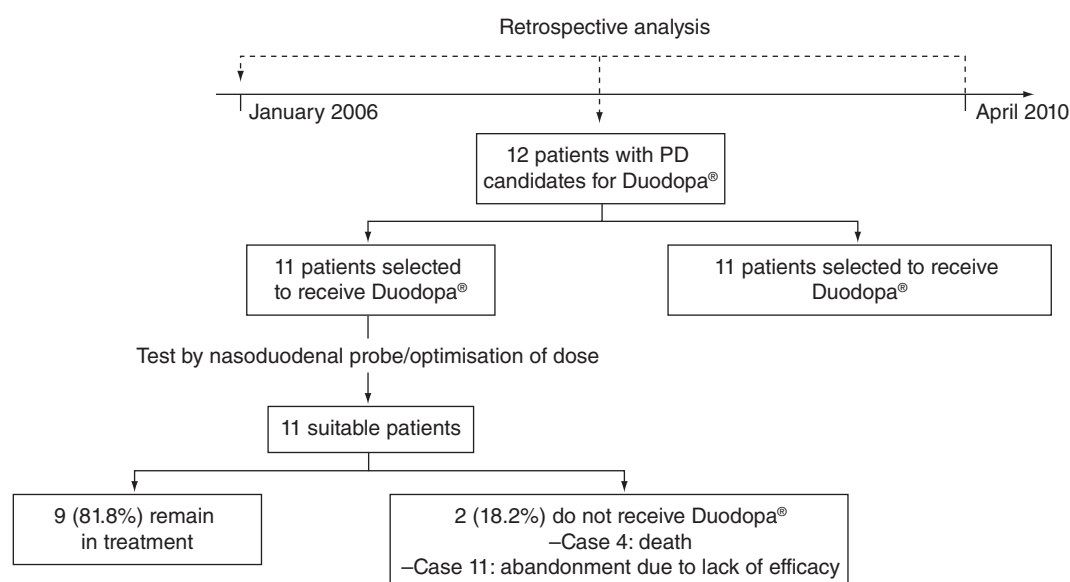 Retrospective analysis
January 2006
April 2010
12 patients with PD
candidates for Duodopa®
11 patients selected
to receive Duodopa®
11 patients selected to receive
Duodopa®
Test by nasoduodenal probe/optimisation of dose
11 suitable patients
9 (81.8%) remain
in treatment
2 (18.2%) do not receive Duodopa®
–Case 4: death
–Case 11: abandonment due to lack of efficacy